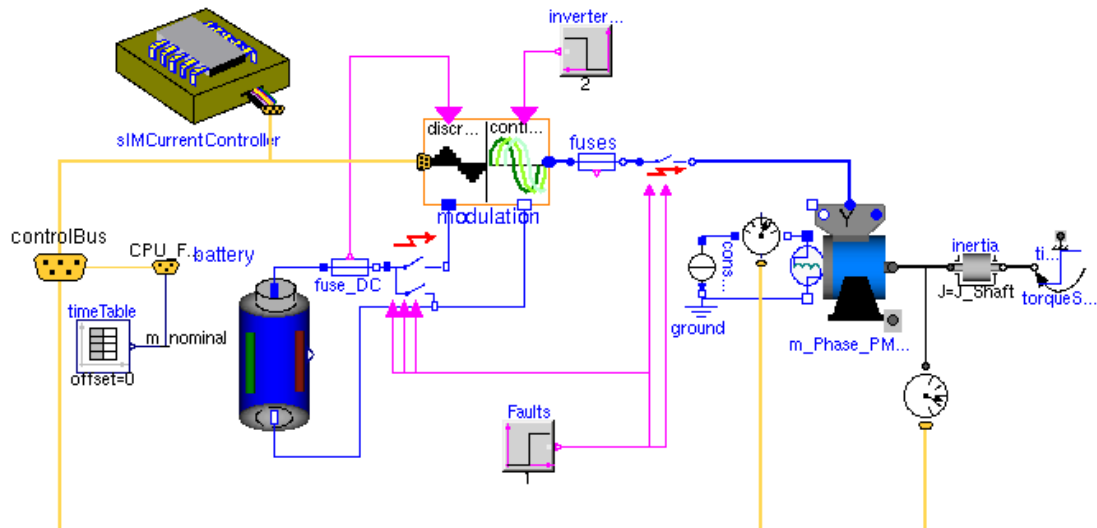 inverter...
2
sIMCurrentController
discr...
conti...
fuses
modulation
Y
controlBus
CPU_F...
battery
fuse_DC
timeTable
m_nominal
offset=0
cons...
ground
inertia
J=J_Shaft
ti...
torqueS...
m_Phase_PM...
Faults
1